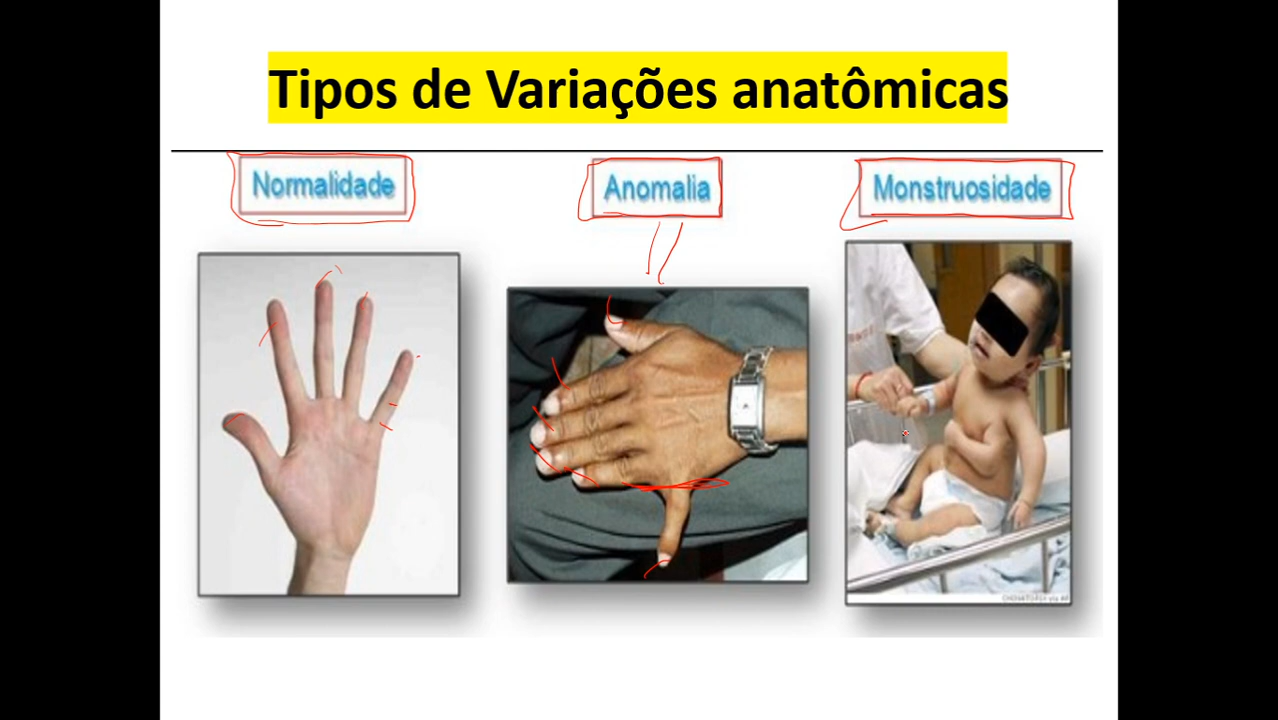 Tipos de Variações anatômicas
Normalidade
Anomalia
Monstruosidade